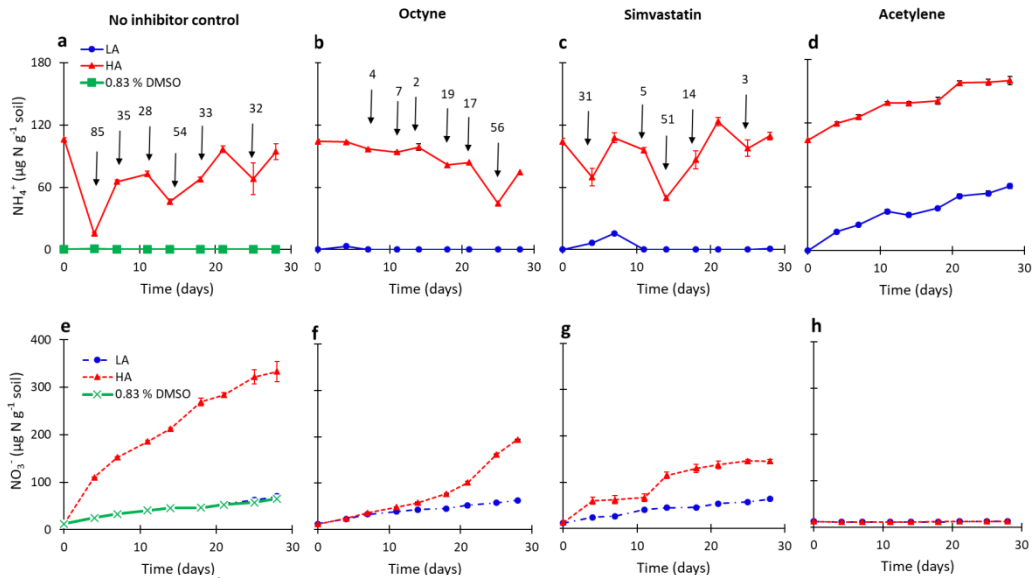 No inhibitor control
Octyne
Simvastatin
Acetylene
a
b
c
d
LA
HA
0.83 % DMSO
NH₄⁺ (µg N g⁻¹ soil)
180
120
60
0
85
35
28
54
33
32
4
7
2
19
17
56
31
5
51
14
3
0 10 20 30
0 10 20 30
0 10 20 30
0 10 20 30
Time (days)
Time (days)
Time (days)
Time (days)
e
f
g
h
LA
HA
0.83 % DMSO
NO₃⁻ (µg N g⁻¹ soil)
400
300
200
100
0
0 10 20 30
0 10 20 30
0 10 20 30
0 10 20 30
Time (days)
Time (days)
Time (days)
Time (days)